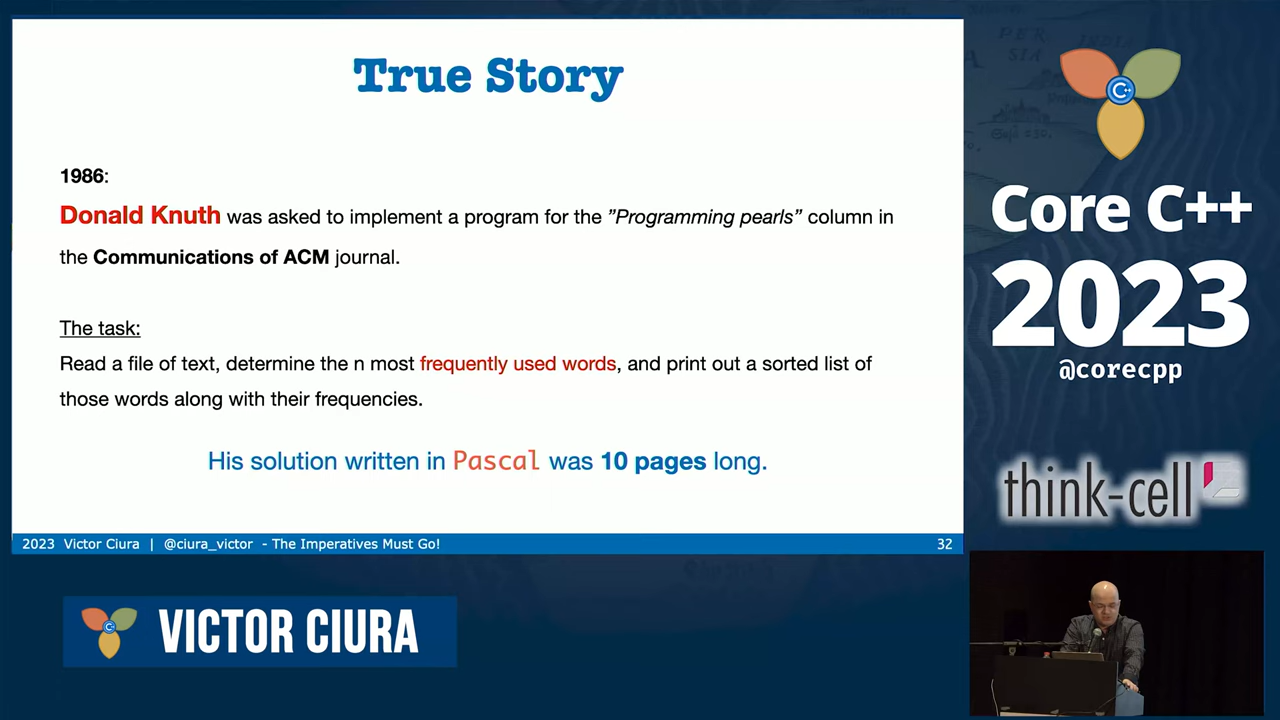 True Story
1986:
Donald Knuth was asked to implement a program for the ”Programming pearls” column in
the Communications of ACM journal.
The task:
Read a file of text, determine the n most frequently used words, and print out a sorted list of
those words along with their frequencies.
His solution written in Pascal was 10 pages long.
2023 Victor Ciura | @ciura_victor - The Imperatives Must Go!
32
C++
Core C++
2023
@corecpp
think-cell
C++
VICTOR CIURA